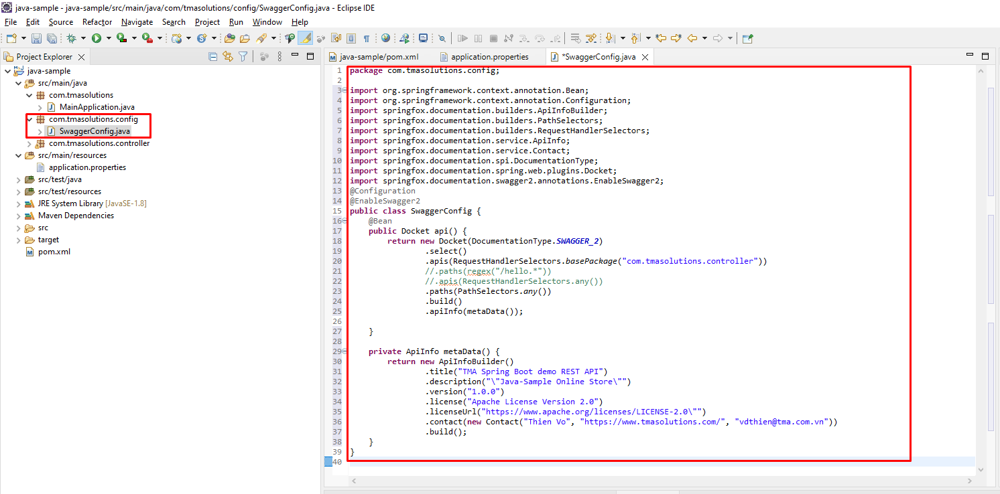 java-sample - java-sample/src/main/java/com/tmasolutions/config/SwaggerConfig.java - Eclipse IDE
File Edit Source Refactor Navigate Search Project Run Window Help
Project Explorer
java-sample
src/main/java
com.tmasolutions
MainApplication.java
com.tmasolutions.config
SwaggerConfig.java
com.tmasolutions.controller
src/main/resources
application.properties
src/test/java
src/test/resources
JRE System Library [JavaSE-1.8]
Maven Dependencies
src
target
pom.xml
java-sample/pom.xml application.properties *SwaggerConfig.java
1 package com.tmasolutions.config;
2
3 import org.springframework.context.annotation.Bean;
4 import org.springframework.context.annotation.Configuration;
5 import springfox.documentation.builders.ApiInfoBuilder;
6 import springfox.documentation.builders.PathSelectors;
7 import springfox.documentation.builders.RequestHandlerSelectors;
8 import springfox.documentation.service.ApiInfo;
9 import springfox.documentation.service.Contact;
10 import springfox.documentation.spi.DocumentationType;
11 import springfox.documentation.spring.web.plugins.Docket;
12 import springfox.documentation.swagger2.annotations.EnableSwagger2;
13 @Configuration
14 @EnableSwagger2
15 public class SwaggerConfig {
16     @Bean
17     public Docket api() {
18         return new Docket(DocumentationType.SWAGGER_2)
19                 .select()
20                 .apis(RequestHandlerSelectors.basePackage("com.tmasolutions.controller"))
21                 //.paths(regex("/hello.*"))
22                 //.apis(RequestHandlerSelectors.any())
23                 .paths(PathSelectors.any())
24                 .build()
25                 .apiInfo(metaData());
26
27     }
28
29     private ApiInfo metaData() {
30         return new ApiInfoBuilder()
31                 .title("TMA Spring Boot demo REST API")
32                 .description("\"Java-Sample Online Store\"")
33                 .version("1.0.0")
34                 .license("Apache License Version 2.0")
35                 .licenseUrl("https://www.apache.org/licenses/LICENSE-2.0\"")
36                 .contact(new Contact("Thien Vo", "https://www.tmasolutions.com/", "vdthien@tma.com.vn"))
37                 .build();
38     }
39 }
40